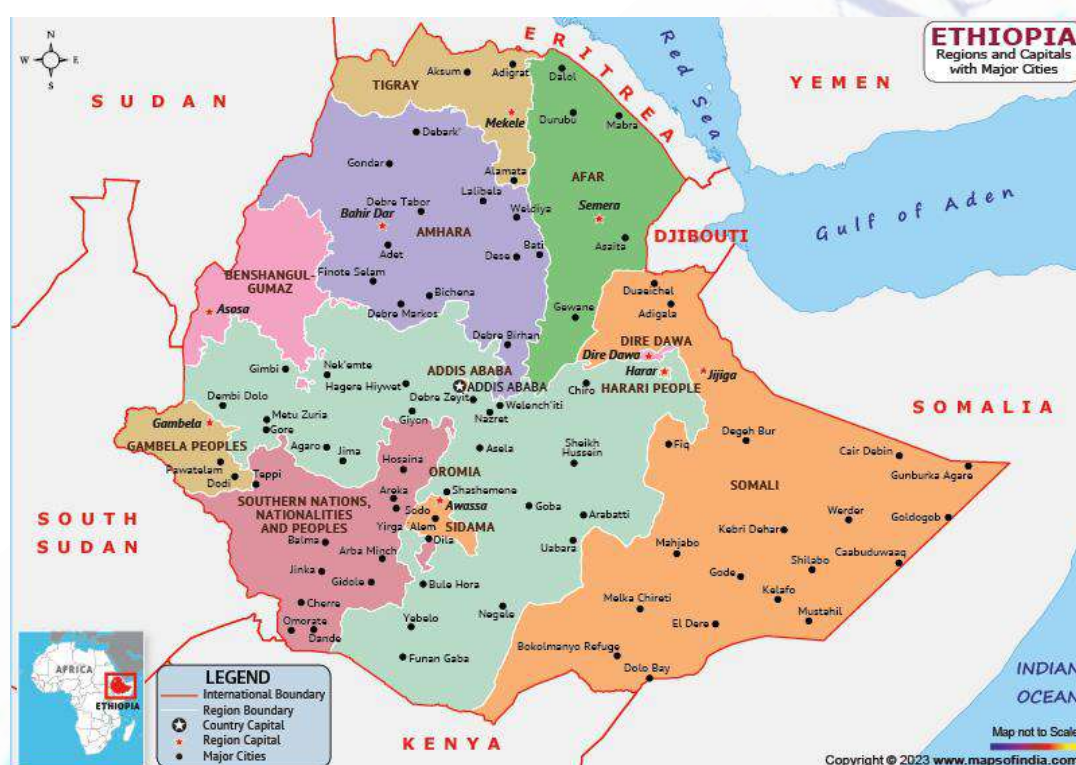 ETHIOPIA
Regions and Capitals
with Major Cities
N
W
E
S
SUDAN
ERITREA
Red Sea
YEMEN
TIGRAY
Aksum
Adigrat
Dalol
Mekele
Durubu
Mabra
Debark'
Gondar
Alamata
AFAR
Lalibela
Debre Tabor
Weldiya
Semera
Bahir Dar
AMHARA
Gulf of Aden
DJIBOUTI
Asaita
Adet
Dese
Bati
BENSHANGUL-
GUMAZ
Finote Selam
Bichena
Duaeichel
Asosa
Debre Markos
Gewane
Adigala
Debre Birhan
DIRE DAWA
Dire Dawa
Gimbi
Nek'emte
ADDIS ABABA
Harar
Jijiga
Hagere Hiywet
ADDIS ABABA
Chiro
HARARI PEOPLE
Debre Zeyit
Welench'iti
Dembi Dolo
Giyon
Nazret
SOMALIA
Metu Zuria
Gambela
Gore
Degeh Bur
GAMBELA PEOPLES
Agaro
Jima
Asela
Sheikh
Hussein
Fiq
Cair Debin
Pawatelam
Hosaina
OROMIA
Gunburka Agare
Dodi
Teppi
SOMALI
Areka
Shashemene
SOUTHERN NATIONS,
NATIONALITIES
AND PEOPLES
Sodo
Awassa
Goba
Arabatti
Werder
Goldogob
SOUTH
SUDAN
Yirga 'Alem
SIDAMA
Kebri Dehar
Balma
Dila
Uabara
Mahjabo
Caabuduwaaq
Arba Minch
Shilabo
Jinka
Gidole
Bule Hora
Gode
Kelafo
Cherre
Negele
Melka Chireti
Mustahil
Omorate
Dande
Yebelo
El Dere
Funan Gaba
Bokolmanyo Refuge
Dolo Bay
AFRICA
ETHIOPIA
LEGEND
International Boundary
Region Boundary
Country Capital
Region Capital
Major Cities
KENYA
INDIAN
OCEAN
Map not to Scale
Copyright © 2023 www.mapsofindia.com